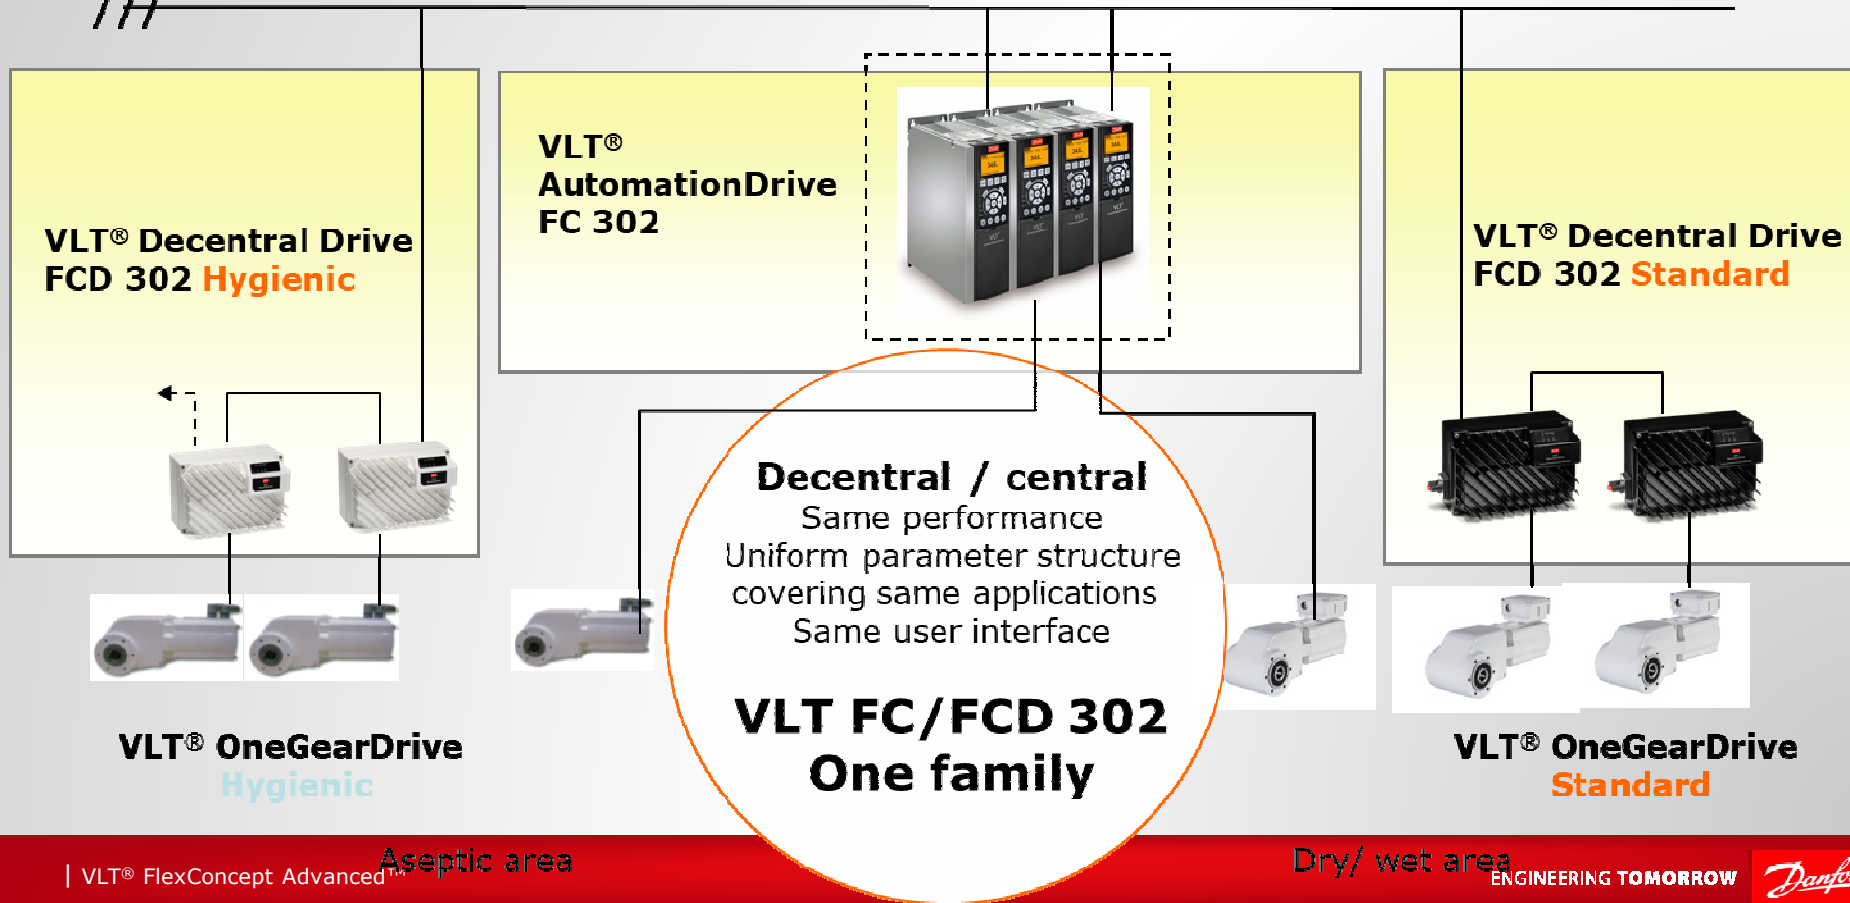 VLT®
AutomationDrive
FC 302
VLT® Decentral Drive
FCD 302 Hygienic
VLT® Decentral Drive
FCD 302 Standard
Decentral / central
Same performance
Uniform parameter structure
covering same applications
Same user interface
VLT FC/FCD 302
One family
VLT® OneGearDrive
Hygienic
VLT® OneGearDrive
Standard
Aseptic area
Dry/ wet area
| VLT® FlexConcept Advanced™
ENGINEERING TOMORROW